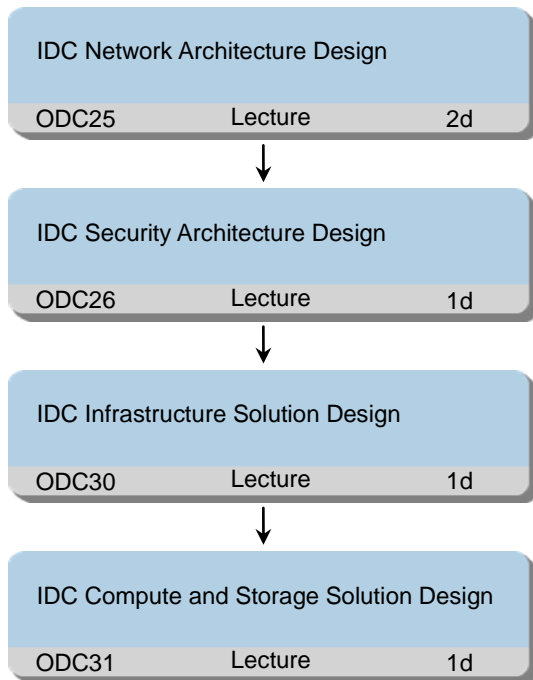 IDC Network Architecture Design
ODC25 Lecture 2d
IDC Security Architecture Design
ODC26 Lecture 1d
IDC Infrastructure Solution Design
ODC30 Lecture 1d
IDC Compute and Storage Solution Design
ODC31 Lecture 1d